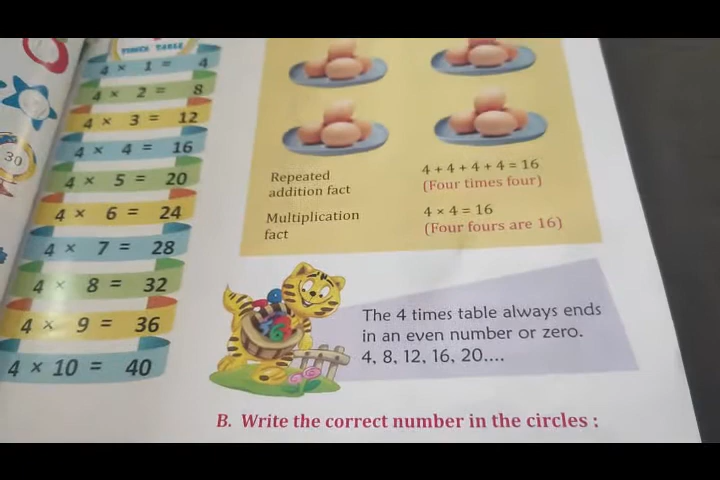 30
TIMES TABLE
4 × 1 = 4
4 × 2 = 8
4 × 3 = 12
4 × 4 = 16
4 × 5 = 20
4 × 6 = 24
4 × 7 = 28
4 × 8 = 32
4 × 9 = 36
4 × 10 = 40
Repeated
addition fact
4 + 4 + 4 + 4 = 16
(Four times four)
Multiplication
fact
4 × 4 = 16
(Four fours are 16)
The 4 times table always ends
in an even number or zero.
4, 8, 12, 16, 20....
B. Write the correct number in the circles :